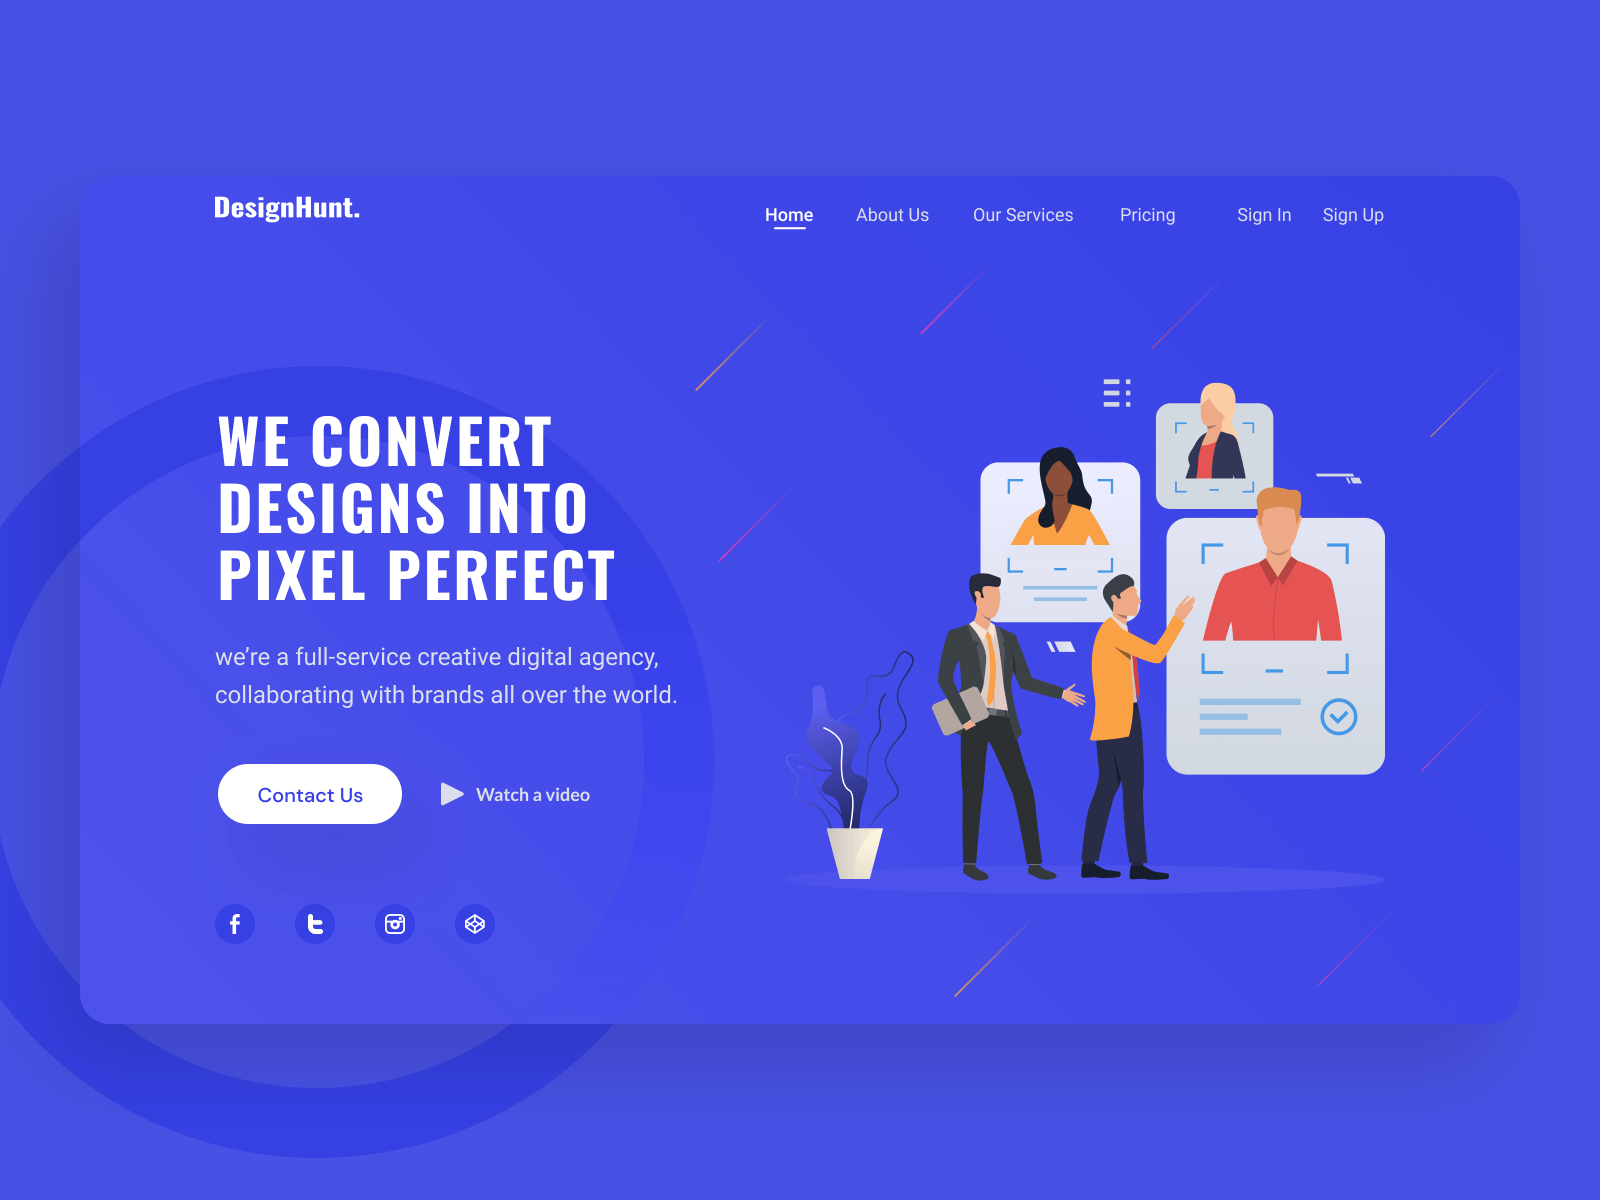 DesignHunt.
Home About Us Our Services Pricing Sign In Sign Up
WE CONVERT
DESIGNS INTO
PIXEL PERFECT
we’re a full-service creative digital agency,
collaborating with brands all over the world.
Contact Us Watch a video